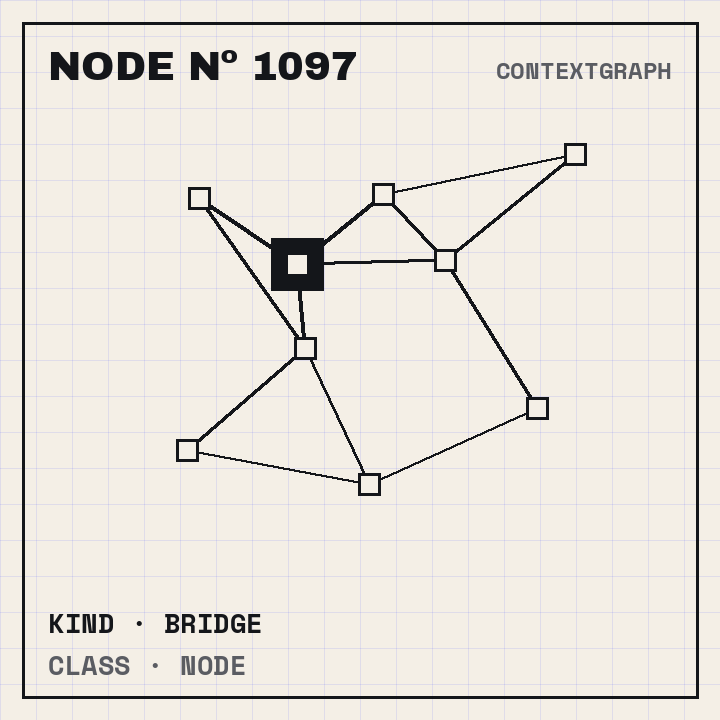 NODE Nº 1097
CONTEXTGRAPH
KIND · BRIDGE
CLASS · NODE